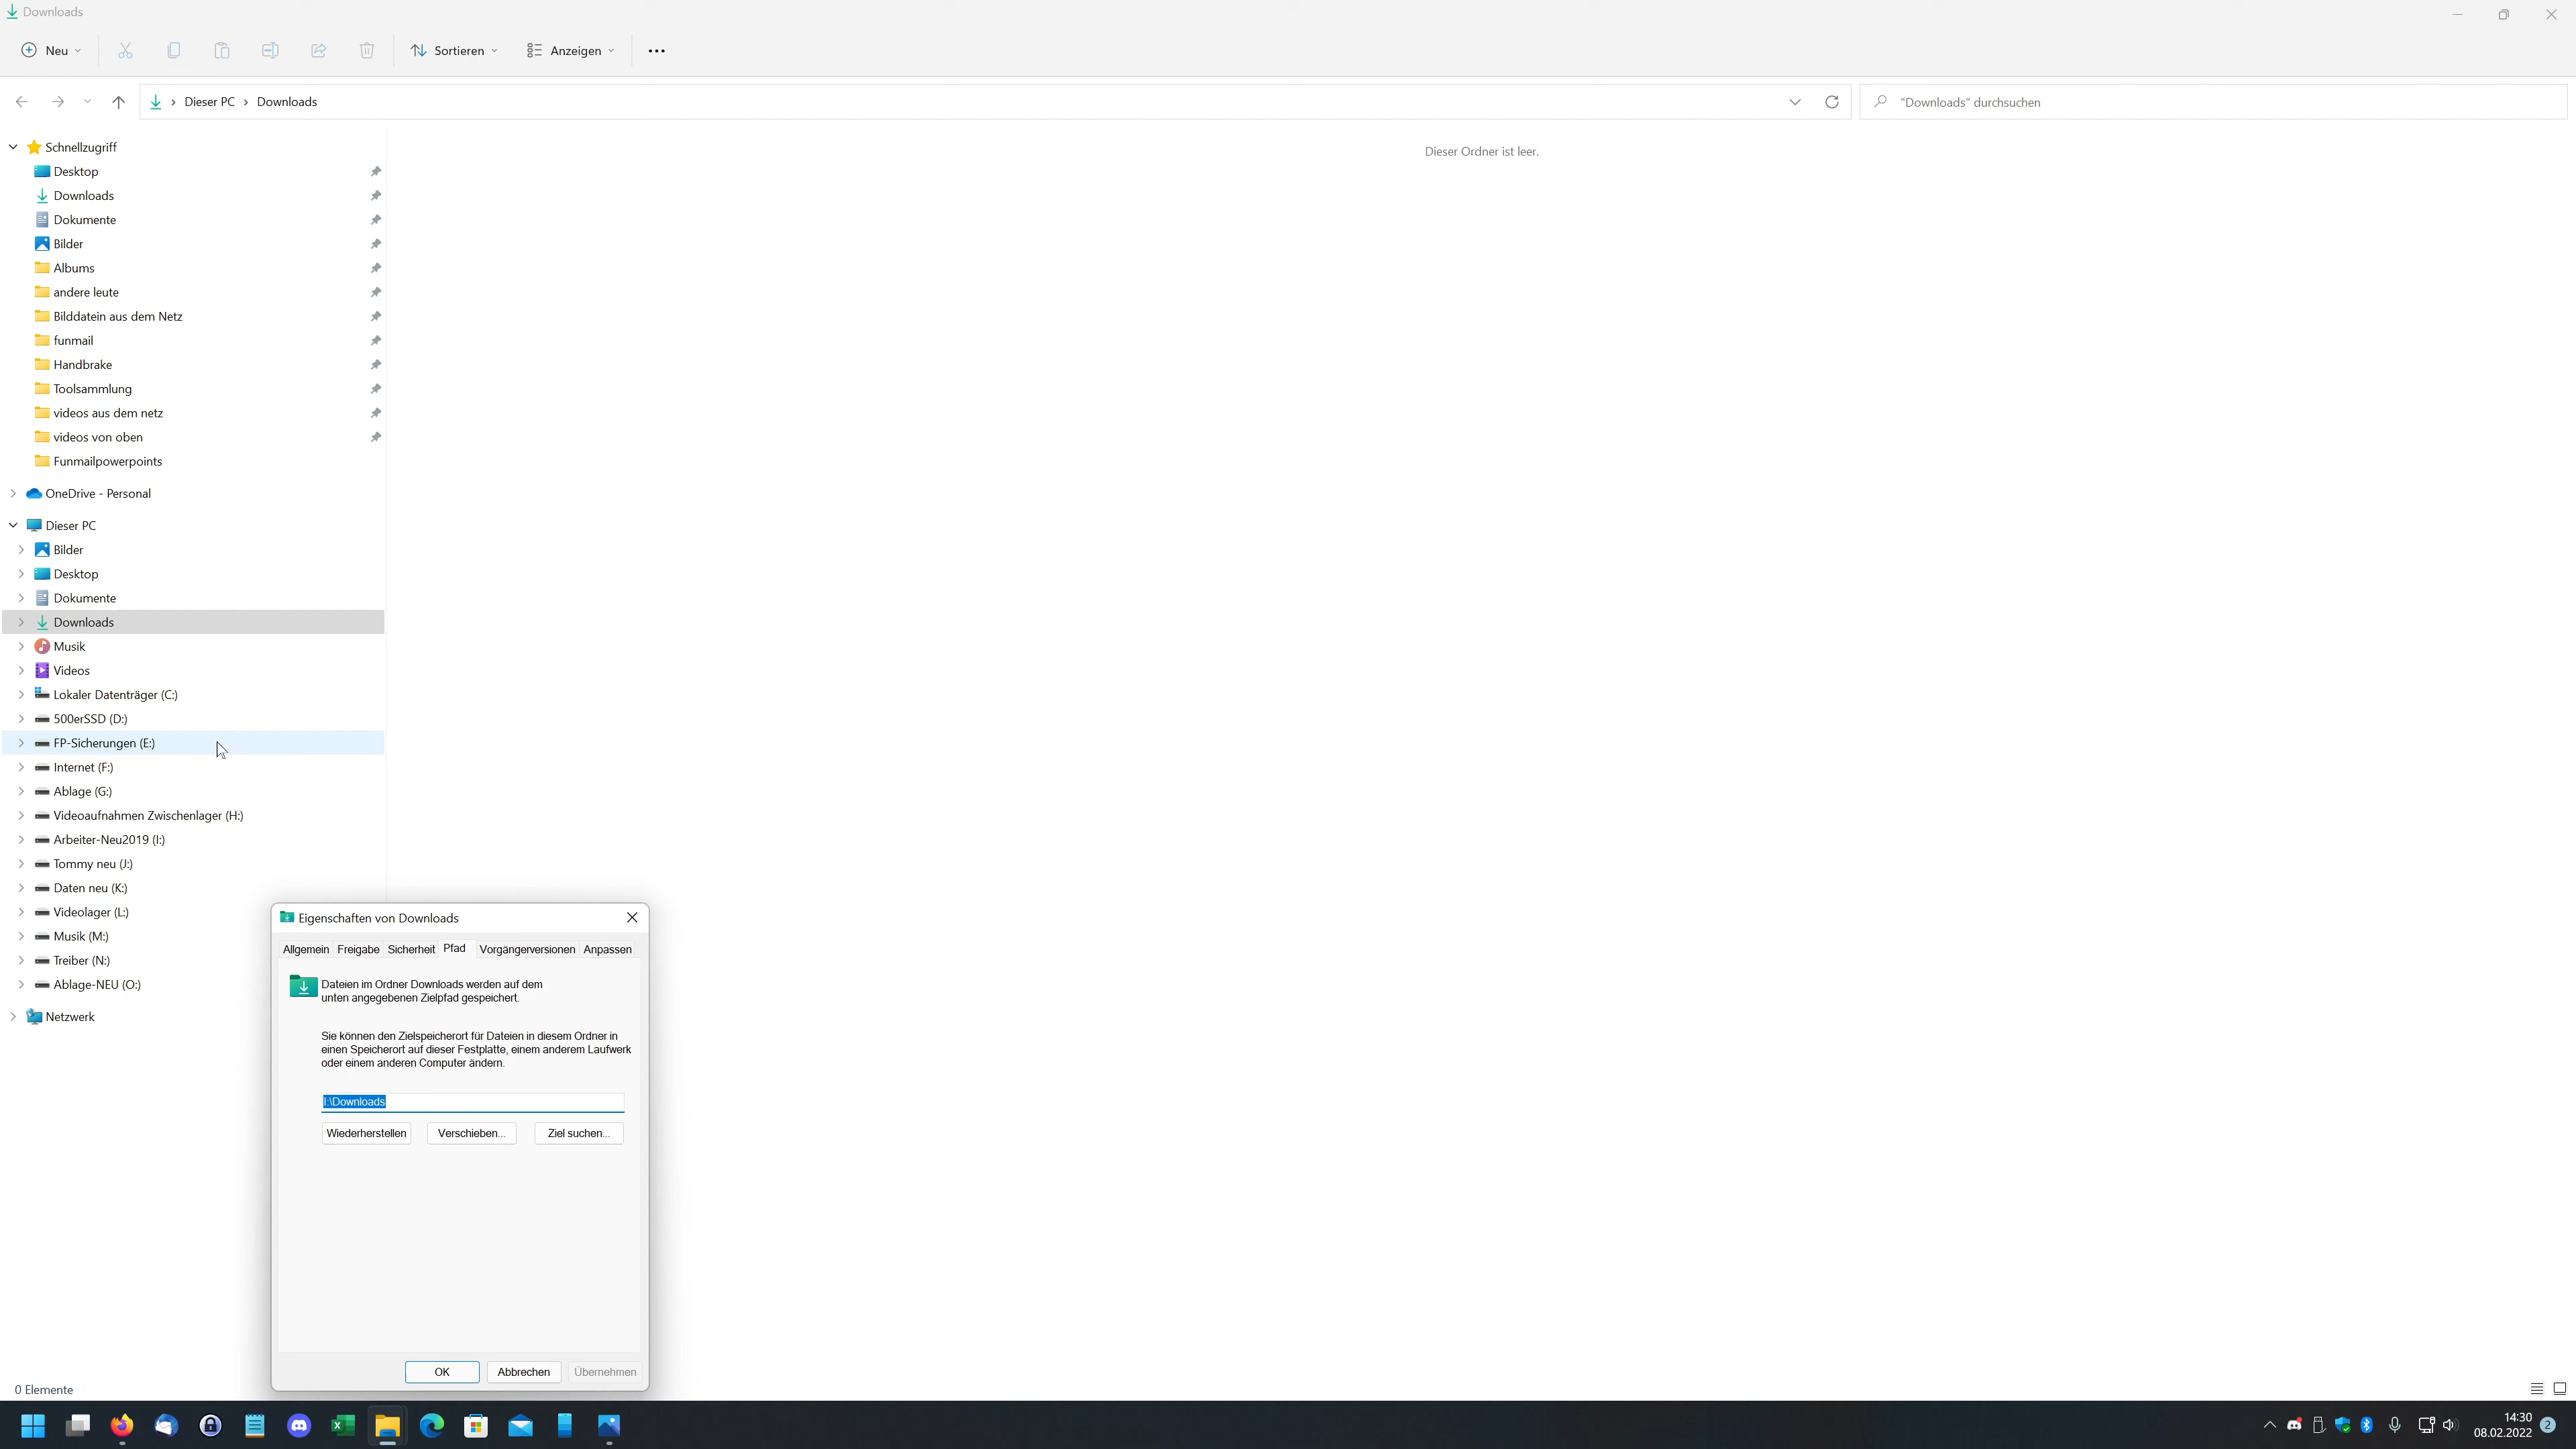 Downloads
Neu
Sortieren
Anzeigen
Dieser PC > Downloads
"Downloads" durchsuchen
Dieser Ordner ist leer.
Schnellzugriff
Desktop
Downloads
Dokumente
Bilder
Albums
andere leute
Bilddatein aus dem Netz
funmail
Handbrake
Toolsammlung
videos aus dem netz
videos von oben
Funmailpowerpoints
OneDrive - Personal
Dieser PC
Bilder
Desktop
Dokumente
Downloads
Musik
Videos
Lokaler Datenträger (C:)
500erSSD (D:)
FP-Sicherungen (E:)
Internet (F:)
Ablage (G:)
Videoaufnahmen Zwischenlager (H:)
Arbeiter-Neu2019 (I:)
Tommy neu (J:)
Daten neu (K:)
Videolager (L:)
Musik (M:)
Treiber (N:)
Ablage-NEU (O:)
Netzwerk
Eigenschaften von Downloads
Allgemein Freigabe Sicherheit Pfad Vorgängerversionen Anpassen
Dateien im Ordner Downloads werden auf dem
unten angegebenen Zielpfad gespeichert.
Sie können den Zielspeicherort für Dateien in diesem Ordner in
einen Speicherort auf dieser Festplatte, einem anderem Laufwerk
oder einem anderen Computer ändern.
I:\Downloads
Wiederherstellen Verschieben... Ziel suchen...
OK Abbrechen Übernehmen
0 Elemente
14:30
08.02.2022
2